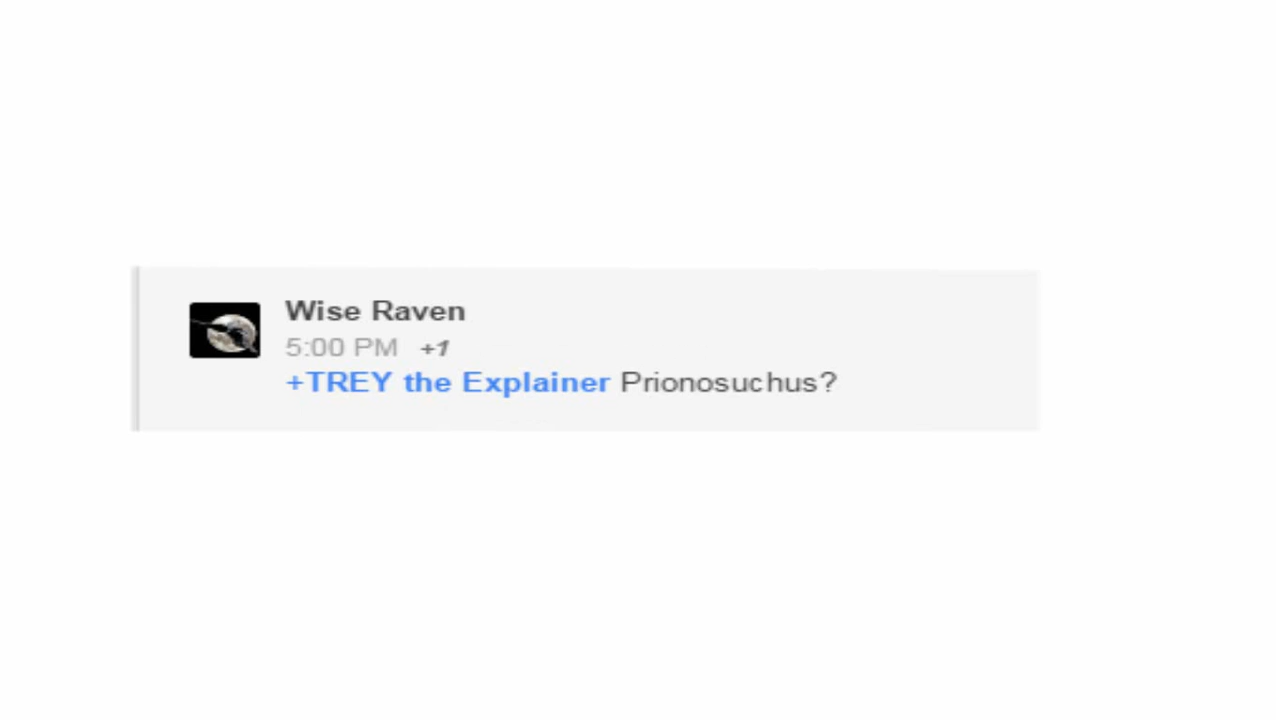 Wise Raven
5:00 PM +1
+TREY the Explainer Prionosuchus?